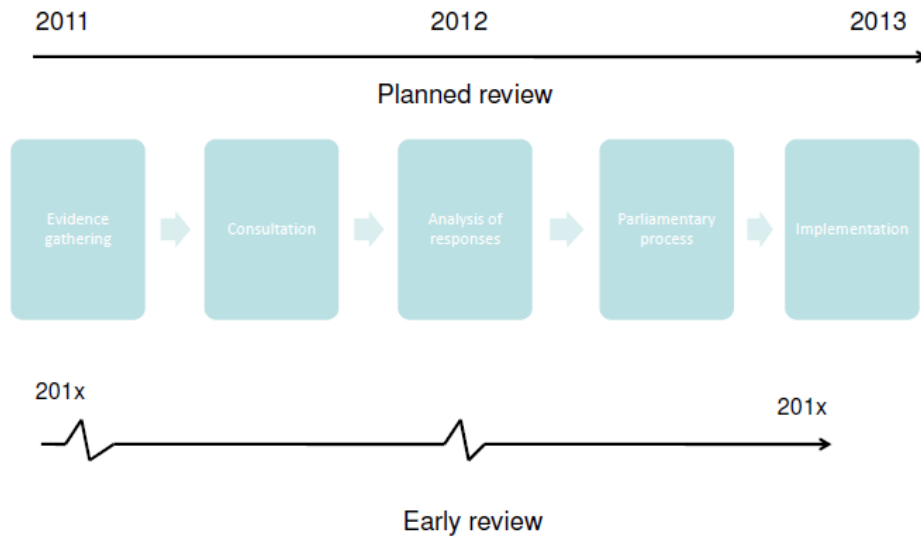 2011 2012 2013
Planned review
Evidence
gathering
Consultation
Analysis of
responses
Parliamentary
process
Implementation
201x
201x
Early review